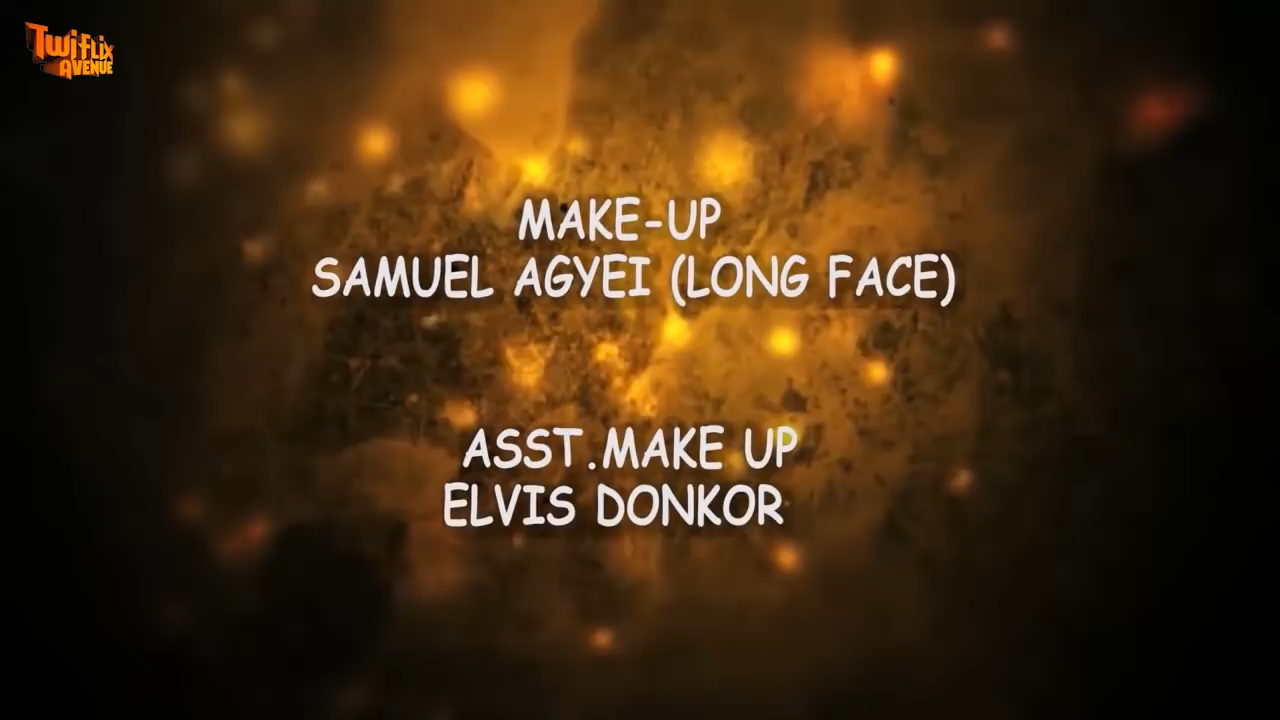 TWIFLIX
AVENUE
MAKE-UP
SAMUEL AGYEI (LONG FACE)
ASST.MAKE UP
ELVIS DONKOR